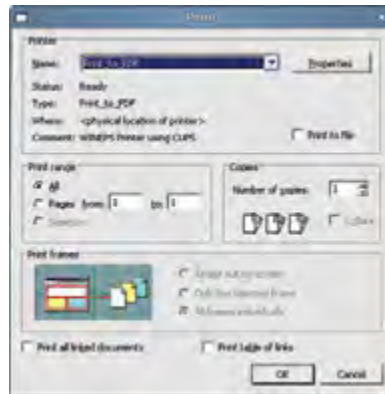 Print
Printer
Name: Print_to_PDF
Properties
Status: Ready
Type: Print_to_PDF
Where: <physical location of printer>
Comment: WINEPS Printer using CUPS
Print to file
Print range
All
Pages from: 1 to: 1
Selection
Copies
Number of copies: 1
Collate
Print frames
As laid out on screen
Only the selected frame
All frames individually
Print all linked documents
Print table of links
OK
Cancel